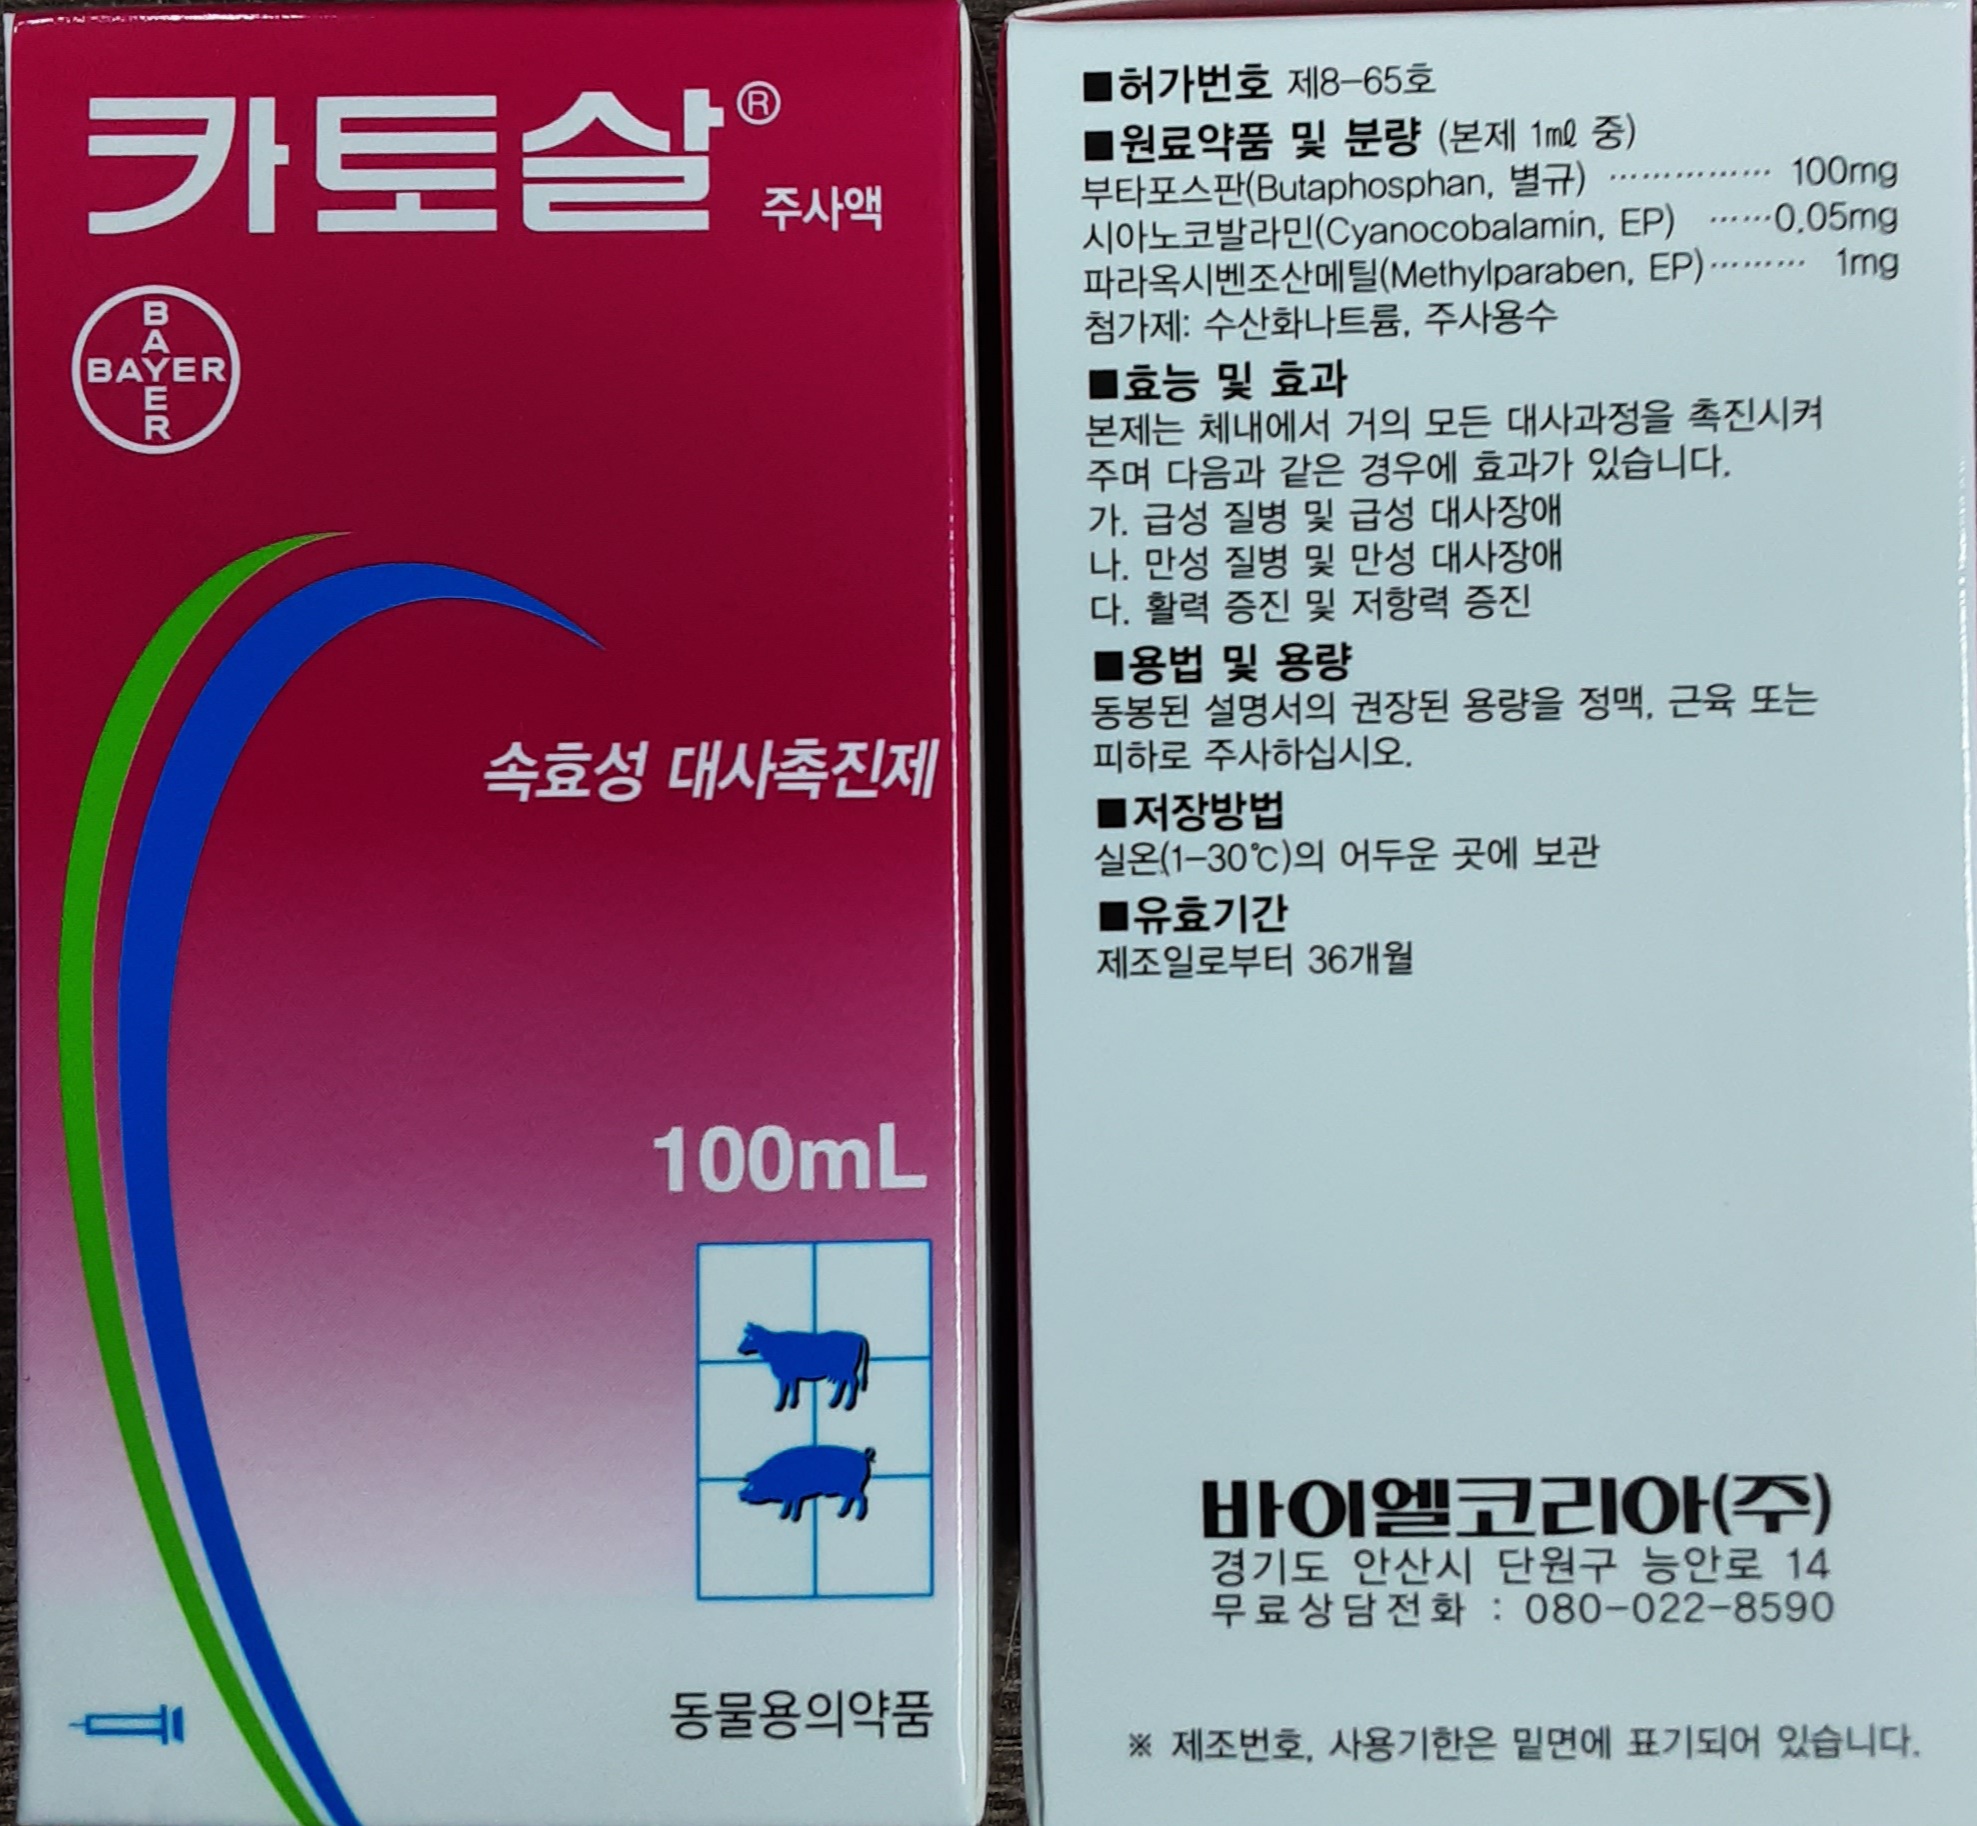 카토살®
주사액
BAYER
BAYER
속효성 대사촉진제
100mL
동물용의약품
■허가번호 제8-65호
■원료약품 및 분량 (본제 1㎖ 중)
부타포스판(Butaphosphan, 별규) …………… 100mg
시아노코발라민(Cyanocobalamin, EP) ……0.05mg
파라옥시벤조산메틸(Methylparaben, EP)……… 1mg
첨가제: 수산화나트륨, 주사용수
■효능 및 효과
본제는 체내에서 거의 모든 대사과정을 촉진시켜
주며 다음과 같은 경우에 효과가 있습니다.
가. 급성 질병 및 급성 대사장애
나. 만성 질병 및 만성 대사장애
다. 활력 증진 및 저항력 증진
■용법 및 용량
동봉된 설명서의 권장된 용량을 정맥, 근육 또는
피하로 주사하십시오.
■저장방법
실온(1-30℃)의 어두운 곳에 보관
■유효기간
제조일로부터 36개월
바이엘코리아(주)
경기도 안산시 단원구 능안로 14
무료상담전화 : 080-022-8590
※ 제조번호, 사용기한은 밑면에 표기되어 있습니다.